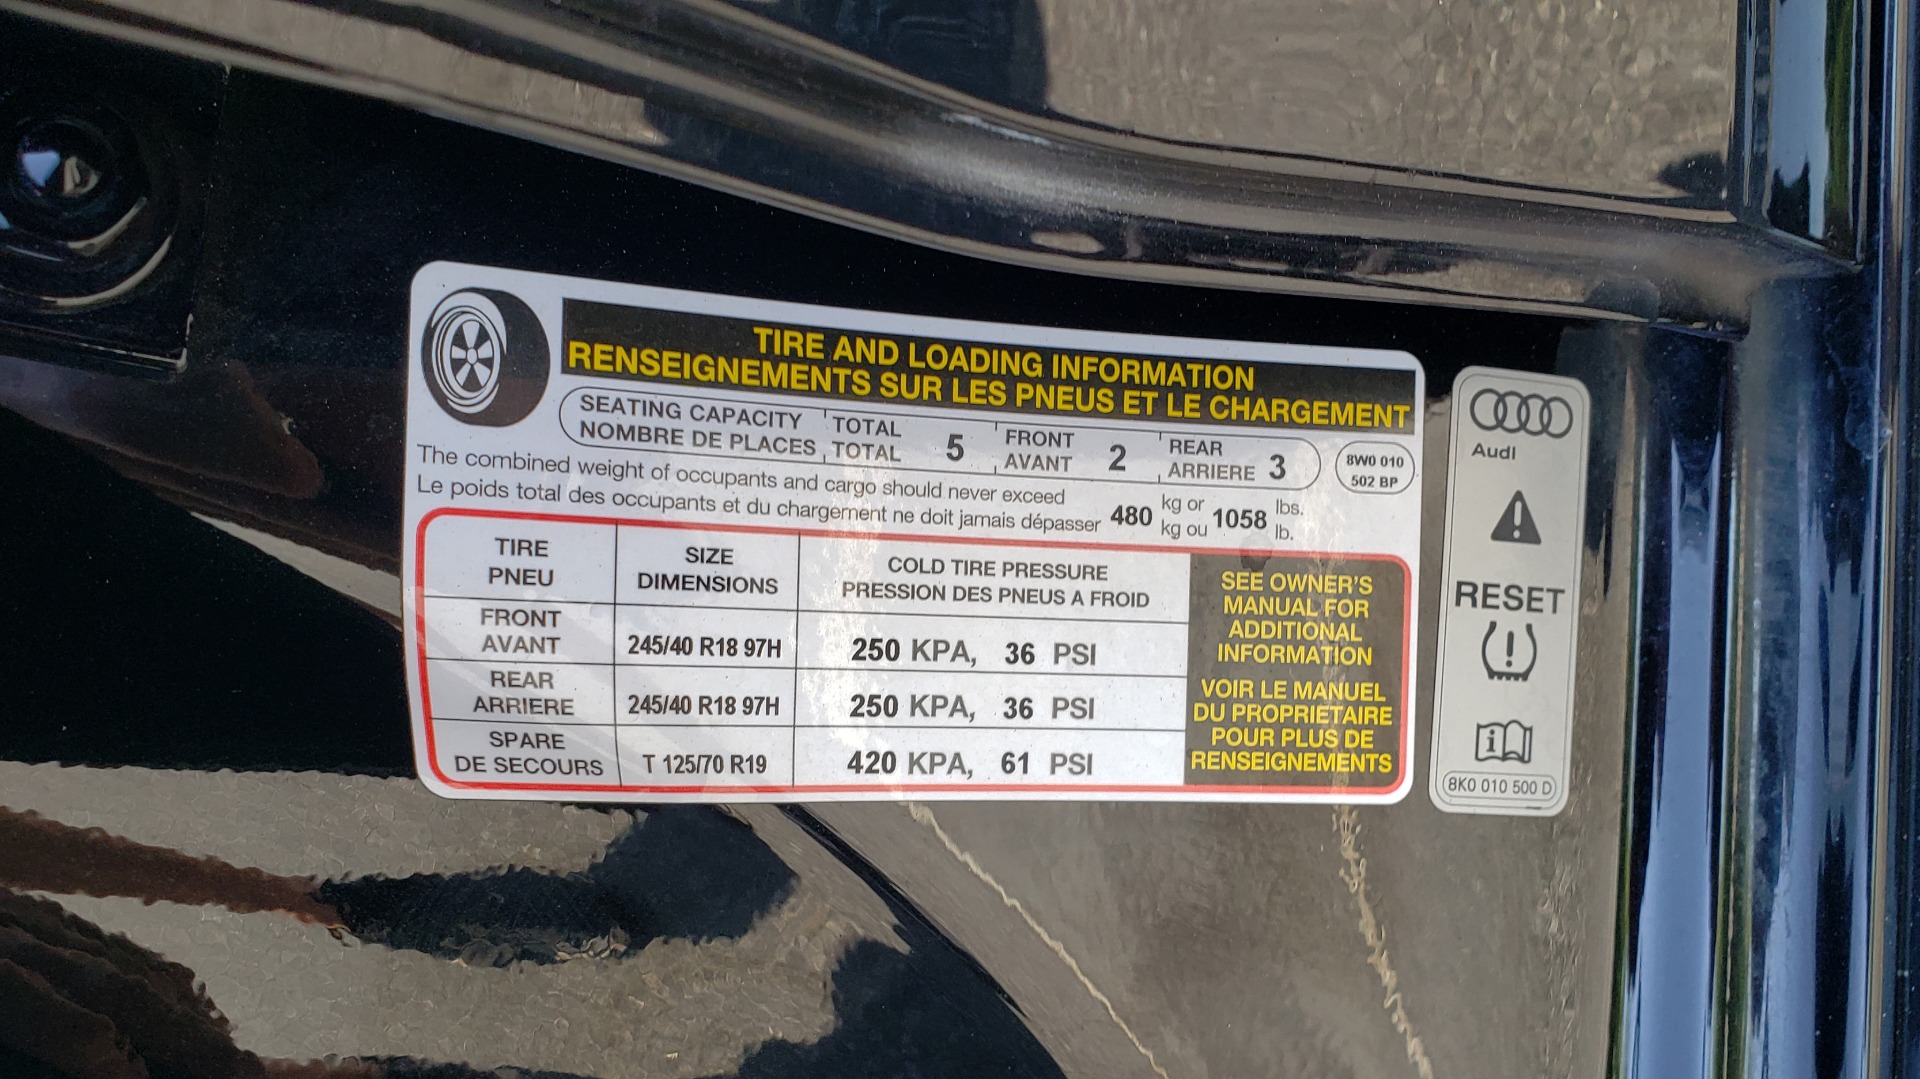 TIRE AND LOADING INFORMATION
RENSEIGNEMENTS SUR LES PNEUS ET LE CHARGEMENT
SEATING CAPACITY TOTAL 5 FRONT 2 REAR 3
NOMBRE DE PLACES TOTAL AVANT ARRIERE
8W0 010
502 BP
The combined weight of occupants and cargo should never exceed 480 kg or 1058 lbs.
Le poids total des occupants et du chargement ne doit jamais dépasser kg ou lb.
TIRE SIZE COLD TIRE PRESSURE
PNEU DIMENSIONS PRESSION DES PNEUS A FROID
FRONT
AVANT 245/40 R18 97H 250 KPA, 36 PSI
REAR
ARRIERE 245/40 R18 97H 250 KPA, 36 PSI
SPARE
DE SECOURS T 125/70 R19 420 KPA, 61 PSI
SEE OWNER'S
MANUAL FOR
ADDITIONAL
INFORMATION
VOIR LE MANUEL
DU PROPRIETAIRE
POUR PLUS DE
RENSEIGNEMENTS
Audi
RESET
8K0 010 500 D